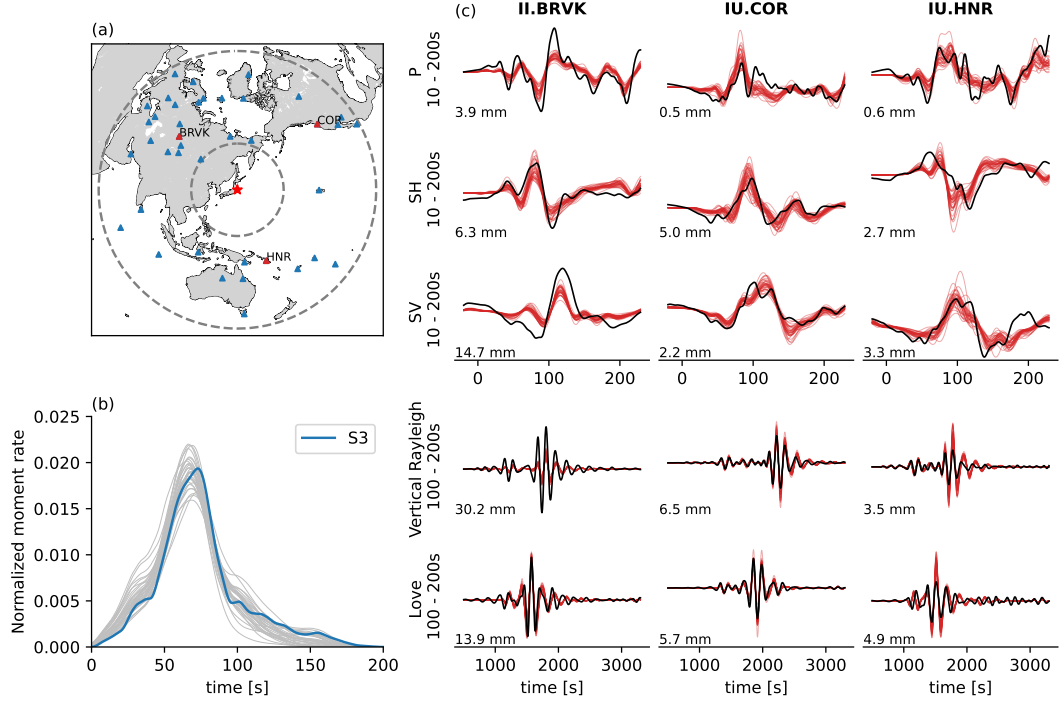 (a)
BRVK
COR
HNR
(b)
Normalized moment rate
0.025
0.020
0.015
0.010
0.005
0.000
S3
0
50
100
150
200
time [s]
(c)
II.BRVK
IU.COR
IU.HNR
P
10 - 200s
3.9 mm
0.5 mm
0.6 mm
SH
10 - 200s
6.3 mm
5.0 mm
2.7 mm
SV
10 - 200s
14.7 mm
2.2 mm
3.3 mm
0
100
200
0
100
200
0
100
200
Vertical Rayleigh
100 - 200s
30.2 mm
6.5 mm
3.5 mm
Love
100 - 200s
13.9 mm
5.7 mm
4.9 mm
1000
2000
3000
1000
2000
3000
1000
2000
3000
time [s]
time [s]
time [s]